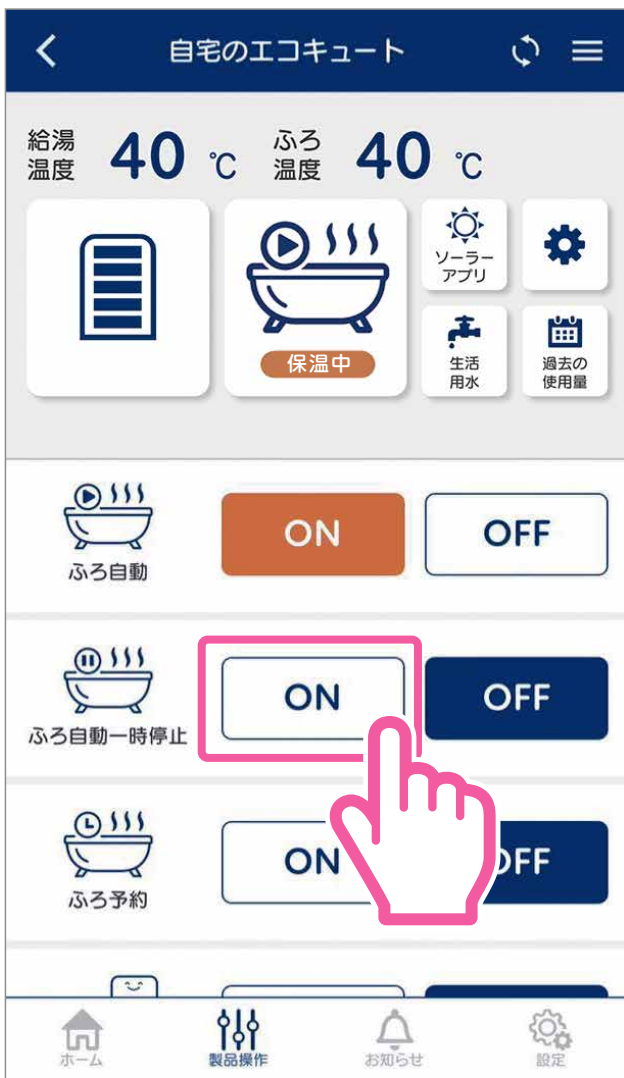 自宅のエコキュート
給湯
温度
40 ℃
ふろ
温度
40 ℃
保温中
ソーラー
アプリ
生活
用水
過去の
使用量
ふろ自動
ON
OFF
ふろ自動一時停止
ON
OFF
ふろ予約
ON
OFF
ホーム
製品操作
お知らせ
設定